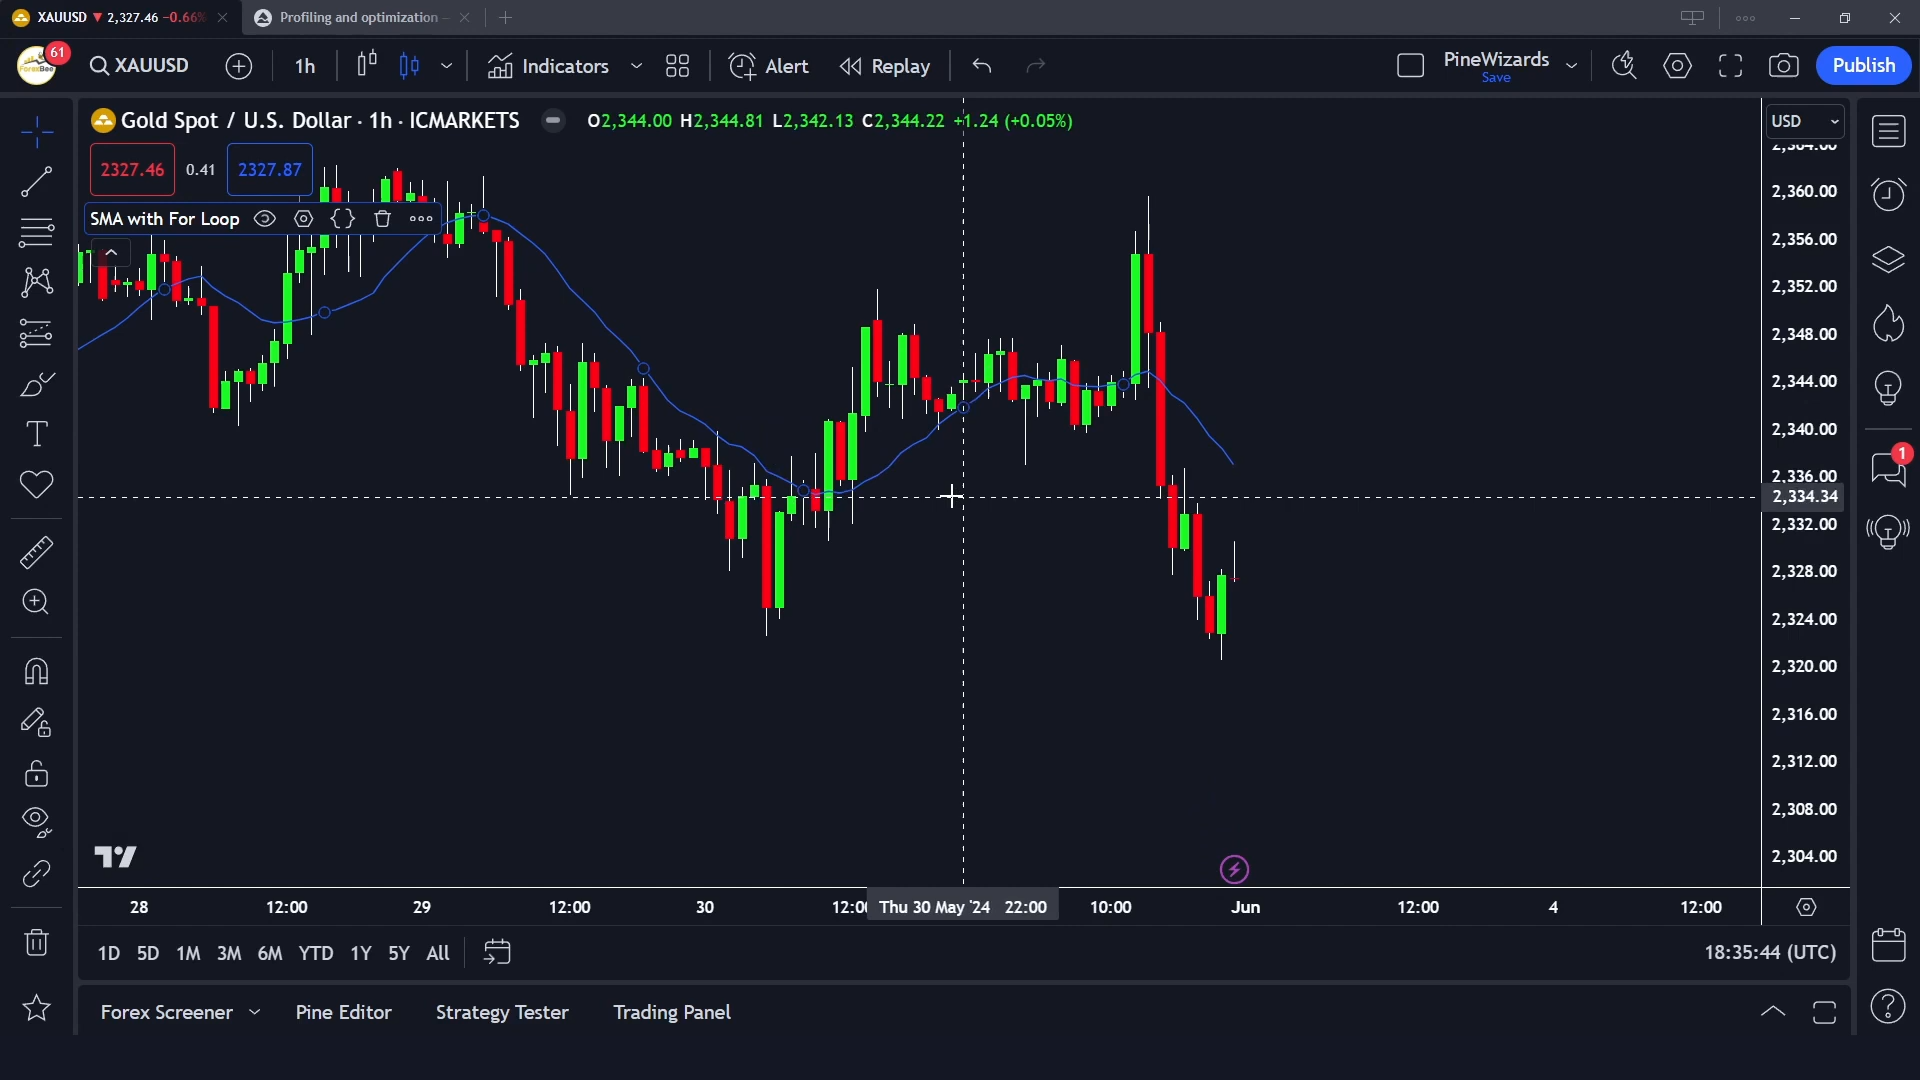 XAUUSD ▼ 2,327.46 −0.66%
Profiling and optimization
61
XAUUSD
1h
Indicators
Alert
Replay
PineWizards
Save
Publish
Gold Spot / U.S. Dollar · 1h · ICMARKETS
O2,344.00 H2,344.81 L2,342.13 C2,344.22 +1.24 (+0.05%)
USD
2327.46
0.41
2327.87
SMA with For Loop
2,364.00
2,360.00
2,356.00
2,352.00
2,348.00
2,344.00
2,340.00
2,336.00
2,334.34
2,332.00
2,328.00
2,324.00
2,320.00
2,316.00
2,312.00
2,308.00
2,304.00
1
28
12:00
29
12:00
30
12:00
Thu 30 May '24 22:00
10:00
Jun
12:00
4
12:00
1D
5D
1M
3M
6M
YTD
1Y
5Y
All
18:35:44 (UTC)
Forex Screener
Pine Editor
Strategy Tester
Trading Panel